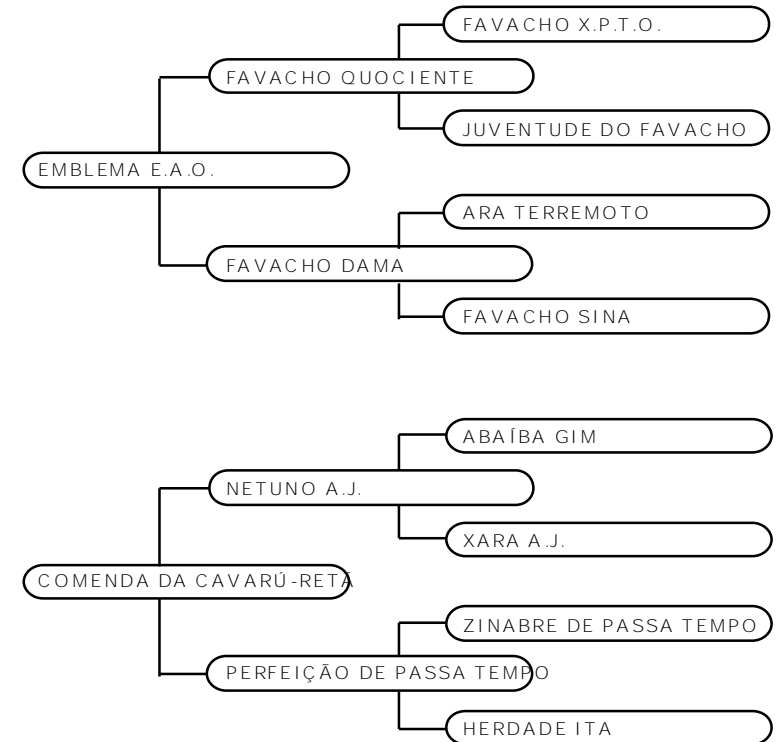 FAVACHO X.P.T.O.
FAVACHO QUOCIENTE
JUVENTUDE DO FAVACHO
EMBLEMA E.A.O.
ARA TERREMOTO
FAVACHO DAMA
FAVACHO SINA
ABAÍBA GIM
NETUNO A.J.
XARA A.J.
COMENDA DA CAVARÚ-RETÃ
ZINABRE DE PASSA TEMPO
PERFEIÇÃO DE PASSA TEMPO
HERDADE ITA